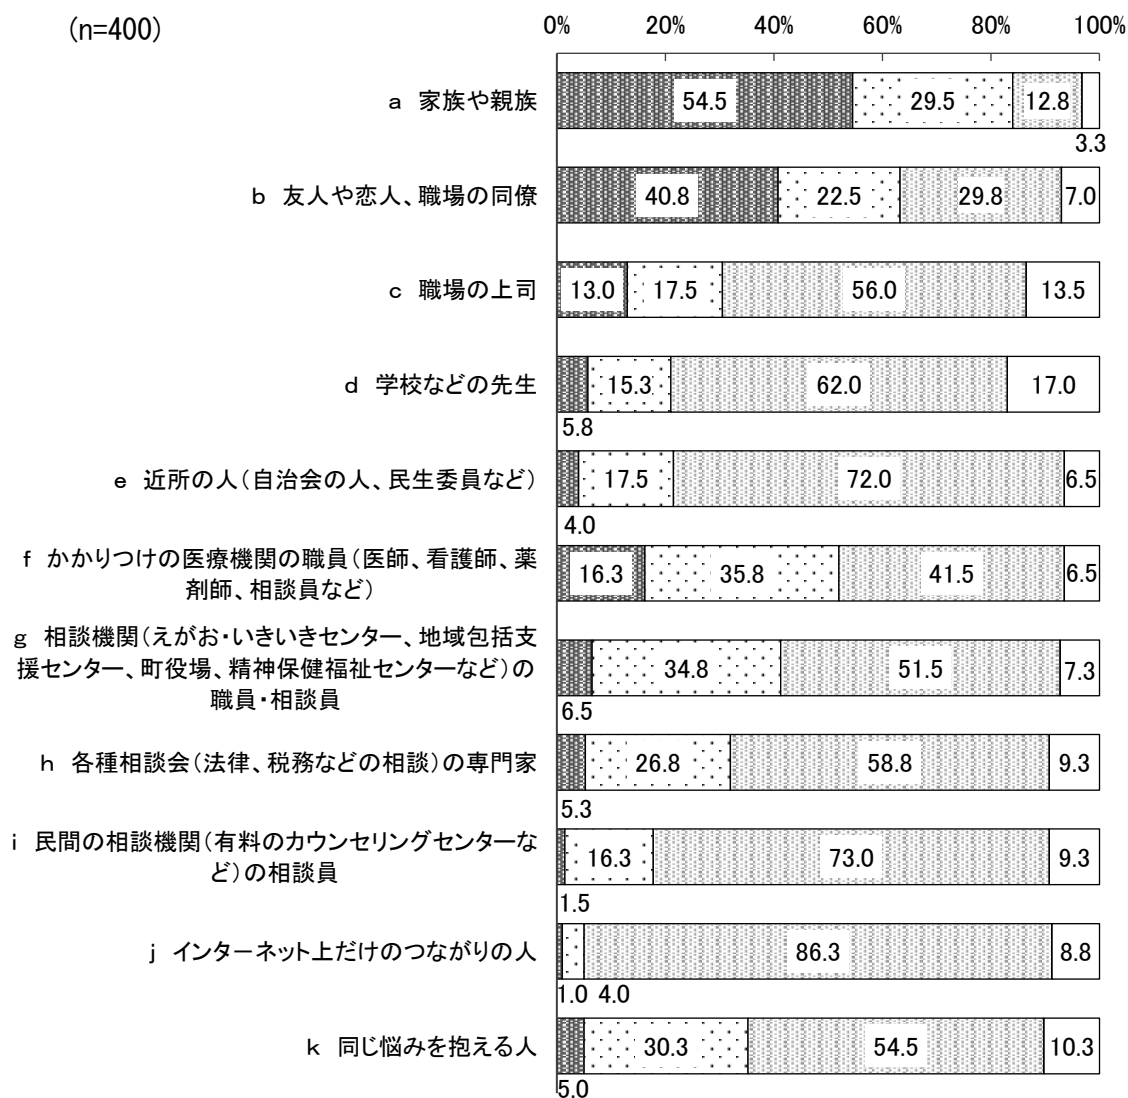 (n=400)
0% 20% 40% 60% 80% 100%
a 家族や親族
54.5 29.5 12.8
3.3
b 友人や恋人、職場の同僚
40.8 22.5 29.8 7.0
c 職場の上司
13.0 17.5 56.0 13.5
d 学校などの先生
15.3 62.0 17.0
5.8
e 近所の人(自治会の人、民生委員など)
17.5 72.0 6.5
4.0
f かかりつけの医療機関の職員(医師、看護師、薬
剤師、相談員など)
16.3 35.8 41.5 6.5
g 相談機関(えがお・いきいきセンター、地域包括支
援センター、町役場、精神保健福祉センターなど)の
職員・相談員
34.8 51.5 7.3
6.5
h 各種相談会(法律、税務などの相談)の専門家
26.8 58.8 9.3
5.3
i 民間の相談機関(有料のカウンセリングセンターな
ど)の相談員
16.3 73.0 9.3
1.5
j インターネット上だけのつながりの人
86.3 8.8
1.0 4.0
k 同じ悩みを抱える人
30.3 54.5 10.3
5.0